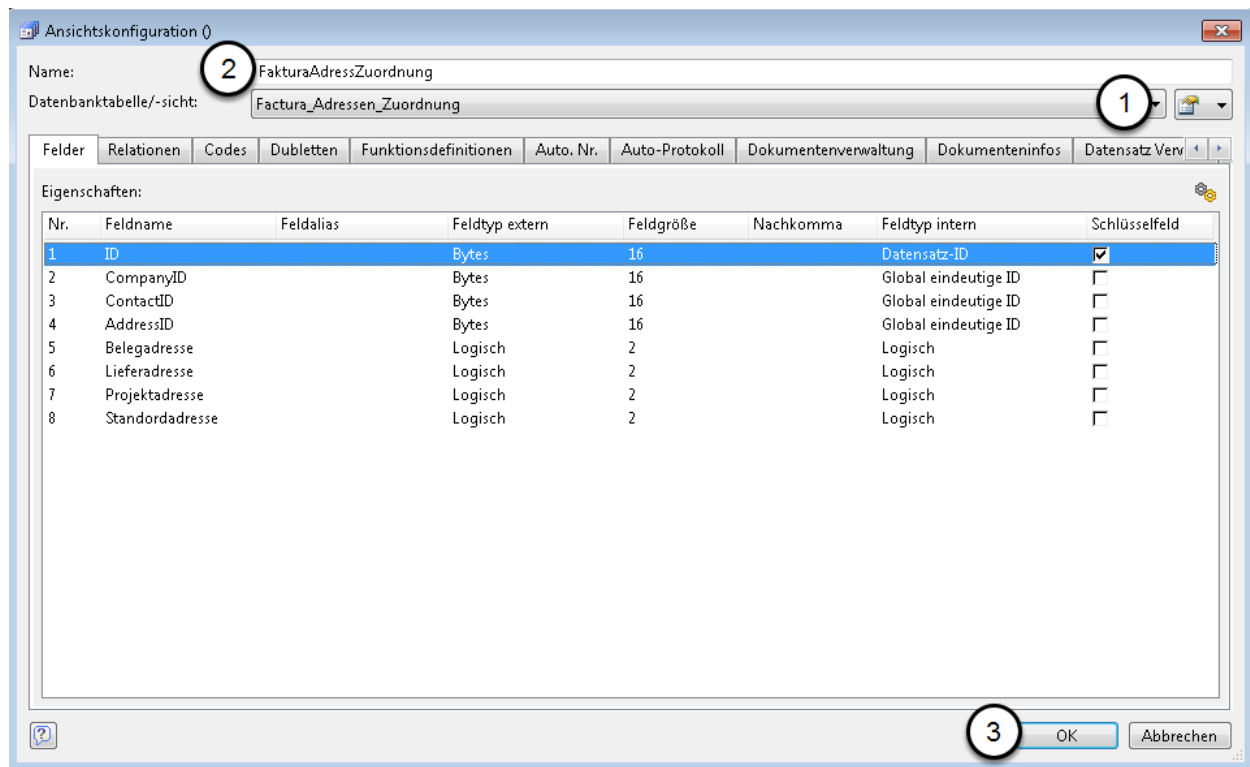 Ansichtskonfiguration ()
Name: 2 FakturaAdressZuordnung
Datenbanktabelle/-sicht: Factura_Adressen_Zuordnung 1
Felder Relationen Codes Dubletten Funktionsdefinitionen Auto. Nr. Auto-Protokoll Dokumentenverwaltung Dokumenteninfos Datensatz Verw
Eigenschaften:
Nr. Feldname Feldalias Feldtyp extern Feldgröße Nachkomma Feldtyp intern Schlüsselfeld
1 ID Bytes 16 Datensatz-ID
2 CompanyID Bytes 16 Global eindeutige ID
3 ContactID Bytes 16 Global eindeutige ID
4 AddressID Bytes 16 Global eindeutige ID
5 Belegadresse Logisch 2 Logisch
6 Lieferadresse Logisch 2 Logisch
7 Projektadresse Logisch 2 Logisch
8 Standordadresse Logisch 2 Logisch
? 3 OK Abbrechen